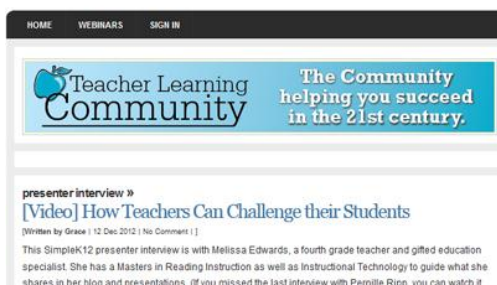 HOME WEBINARS SIGN IN
Teacher Learning
Community
The Community
helping you succeed
in the 21st century.
presenter interview »
[Video] How Teachers Can Challenge their Students
[Written by Grace | 12 Dec 2012 | No Comment | ]
This SimpleK12 presenter interview is with Melissa Edwards, a fourth grade teacher and gifted education
specialist. She has a Masters in Reading Instruction as well as Instructional Technology to guide what she
shares in her blog and presentations. (If you missed the last interview with Pernille Ripp, you can watch it